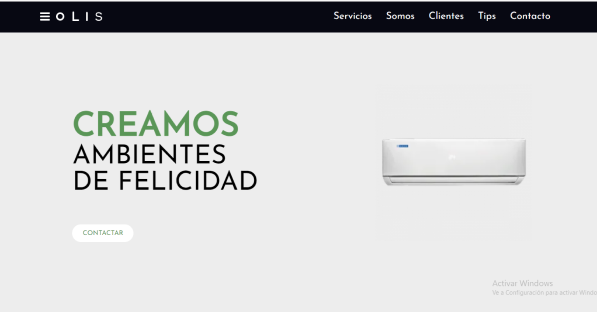 EOLIS
Servicios Somos Clientes Tips Contacto
CREAMOS
AMBIENTES
DE FELICIDAD
CONTACTAR
Activar Windows
Ve a Configuración para activar Windo